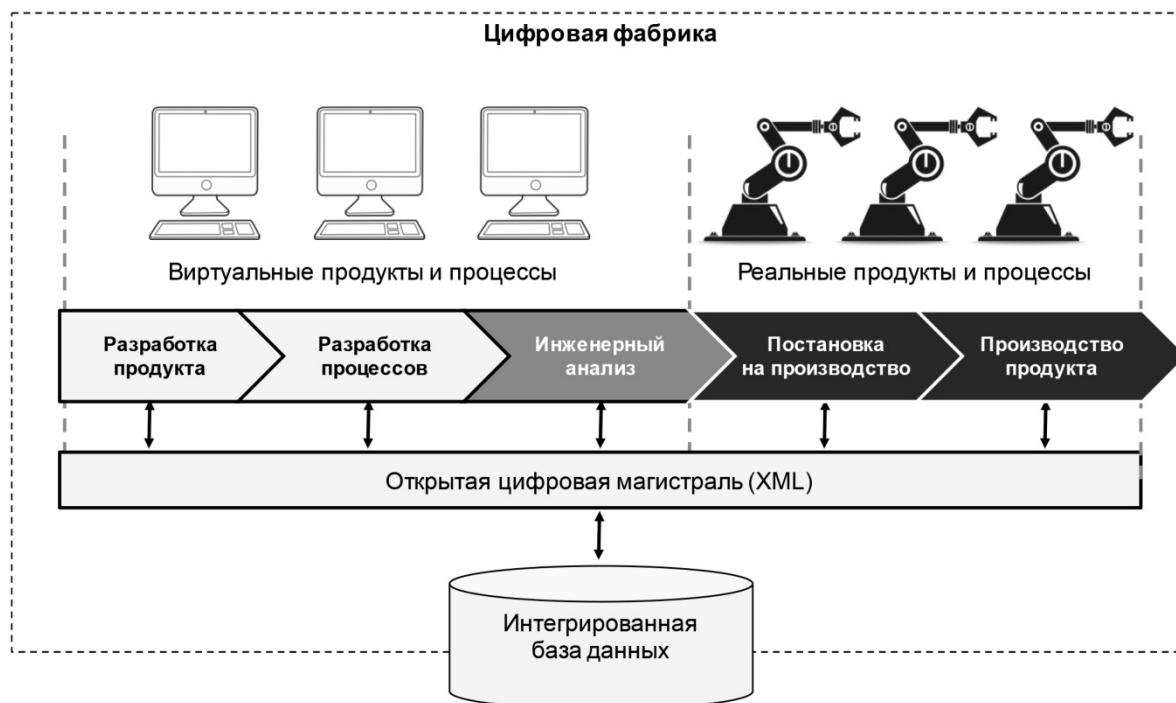 Цифровая фабрика
Виртуальные продукты и процессы
Реальные продукты и процессы
Разработка
продукта
Разработка
процессов
Инженерный
анализ
Постановка
на производство
Производство
продукта
Открытая цифровая магистраль (XML)
Интегрированная
база данных